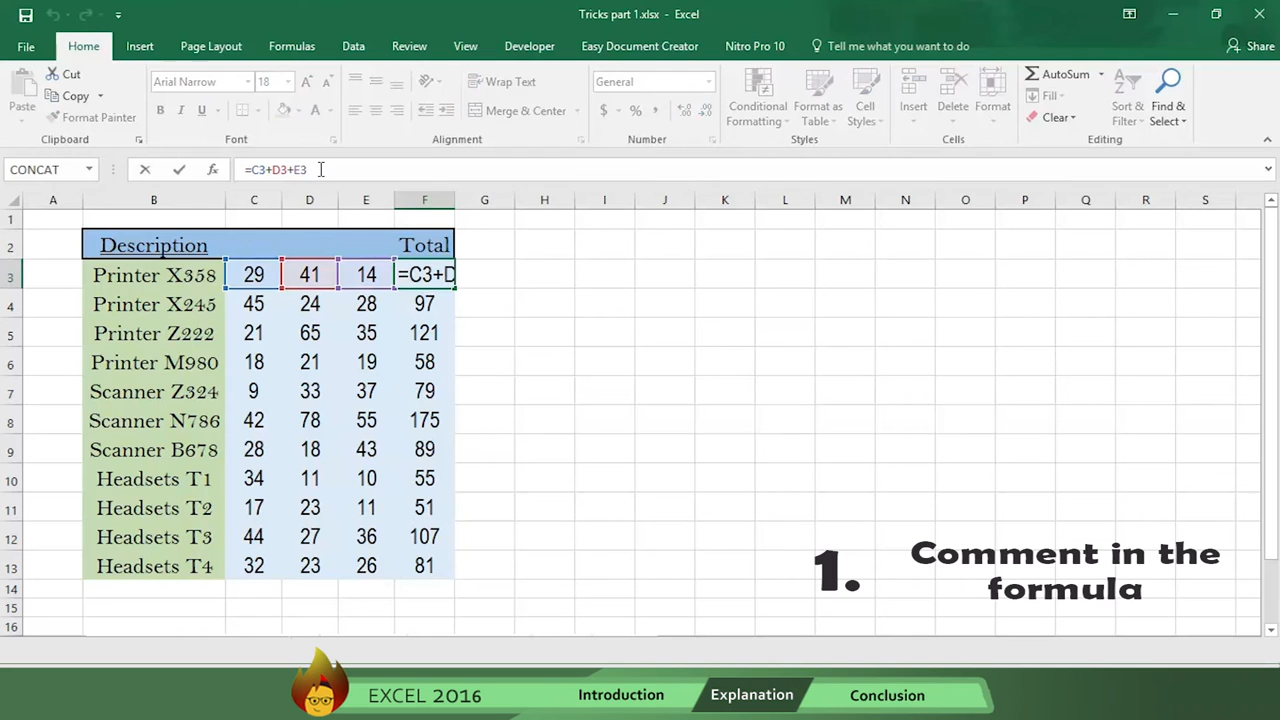 Tricks part 1.xlsx - Excel
File Home Insert Page Layout Formulas Data Review View Developer Easy Document Creator Nitro Pro 10 Tell me what you want to do Share
Paste
Cut
Copy
Format Painter
Clipboard
Arial Narrow 18
B I U
Font
Wrap Text
Merge & Center
Alignment
General
$ % ,
Number
Conditional Formatting
Format as Table
Cell Styles
Styles
Insert Delete Format
Cells
AutoSum
Fill
Clear
Sort & Filter
Find & Select
Editing
CONCAT fx =C3+D3+E3
A B C D E F G H I J K L M N O P Q R S
1
2 Description Total
3 Printer X358 29 41 14 =C3+D
4 Printer X245 45 24 28 97
5 Printer Z222 21 65 35 121
6 Printer M980 18 21 19 58
7 Scanner Z324 9 33 37 79
8 Scanner N786 42 78 55 175
9 Scanner B678 28 18 43 89
10 Headsets T1 34 11 10 55
11 Headsets T2 17 23 11 51
12 Headsets T3 44 27 36 107
13 Headsets T4 32 23 26 81
14
15
16
1. Comment in the
formula
EXCEL 2016 Introduction Explanation Conclusion